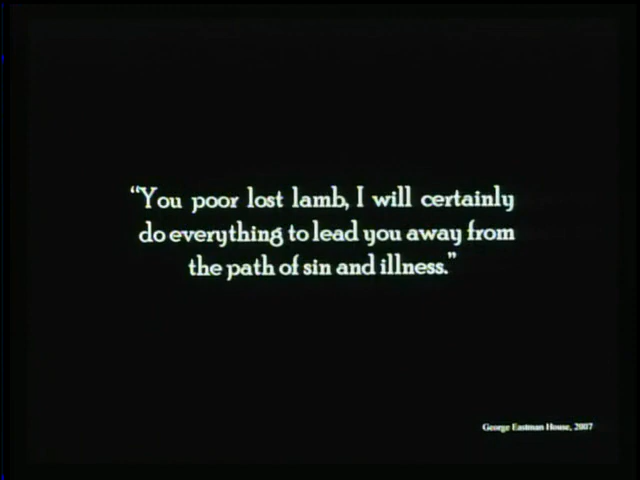 “You poor lost lamb, I will certainly
do everything to lead you away from
the path of sin and illness.”
George Eastman House, 2007